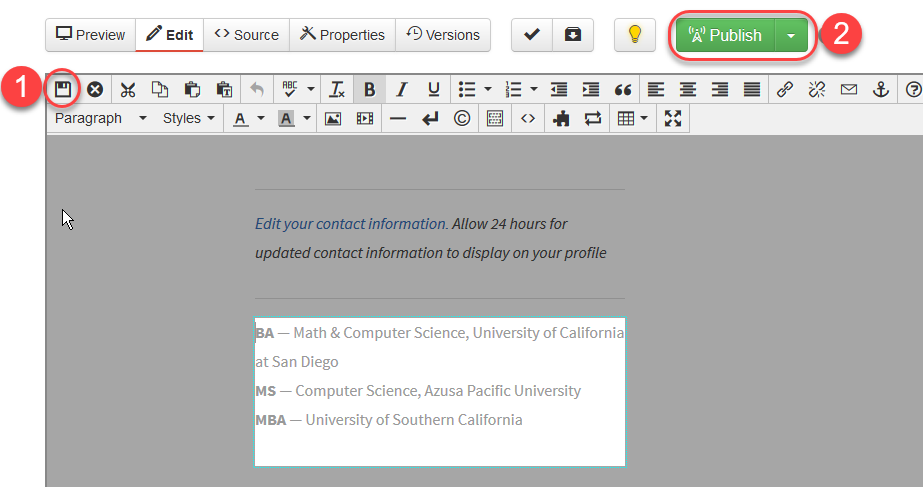 Preview Edit <> Source Properties Versions Publish 2
1
ABC
Paragraph Styles A A
Edit your contact information. Allow 24 hours for
updated contact information to display on your profile
BA — Math & Computer Science, University of California
at San Diego
MS — Computer Science, Azusa Pacific University
MBA — University of Southern California